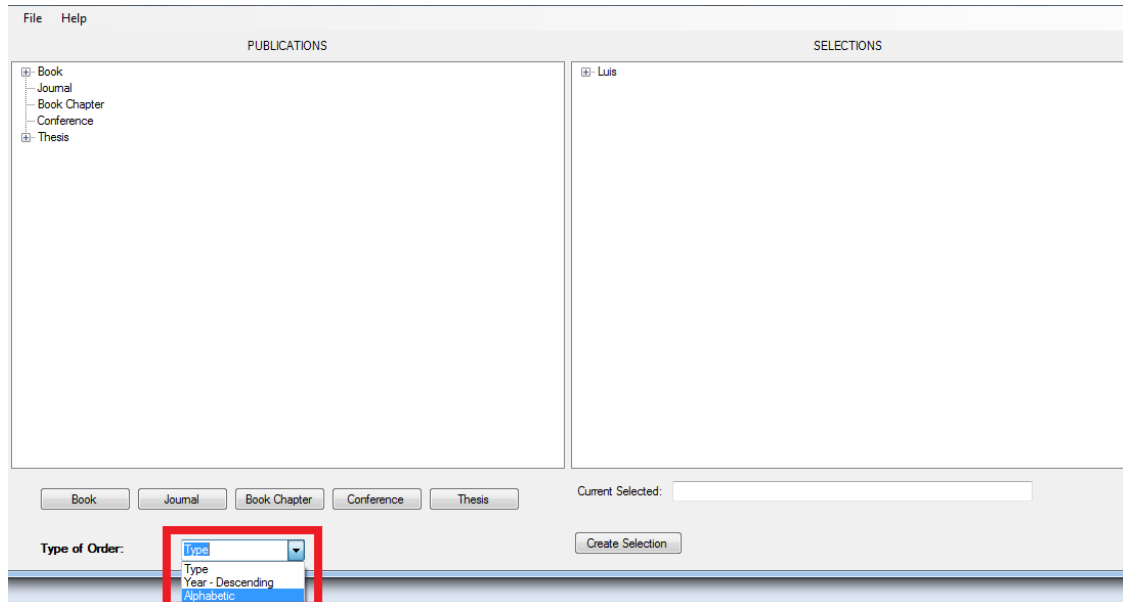 File Help
PUBLICATIONS
SELECTIONS
Book
Journal
Book Chapter
Conference
Thesis
Luis
Book Journal Book Chapter Conference Thesis
Current Selected:
Type of Order: Type
Create Selection
Type
Year - Descending
Alphabetic